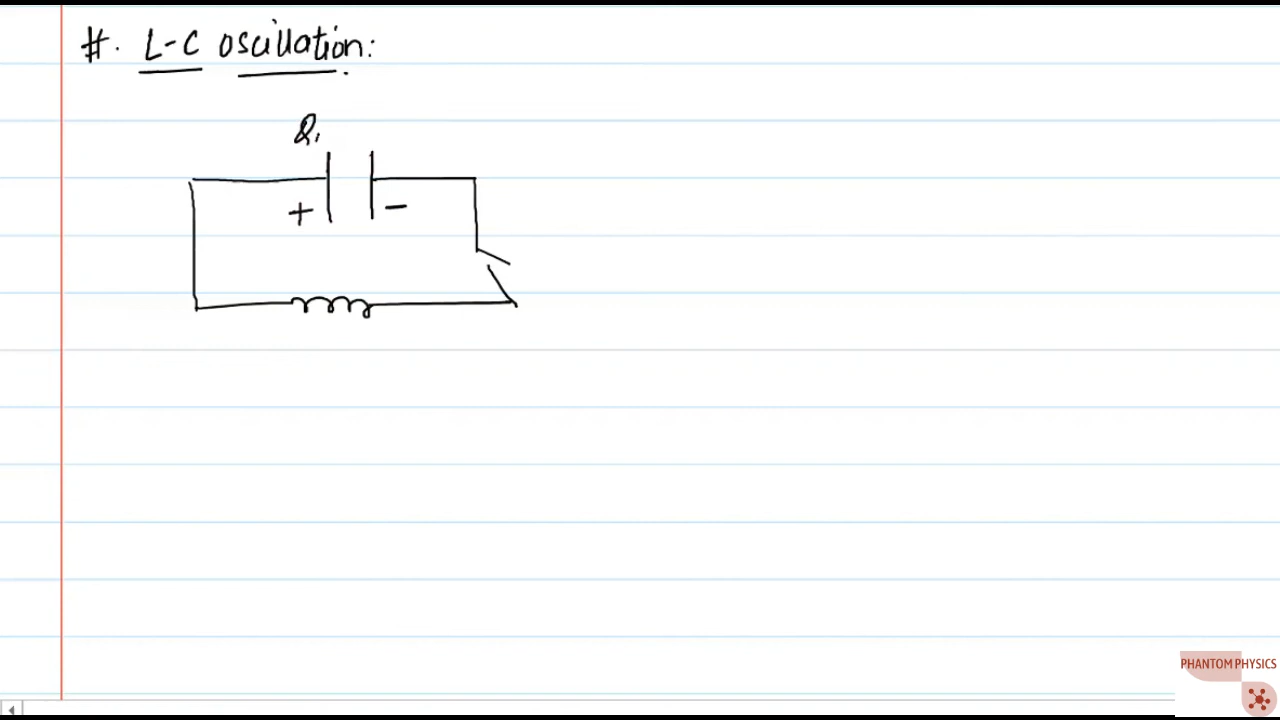 #. L-C oscillation:
Q.
+ -
PHANTOM PHYSICS